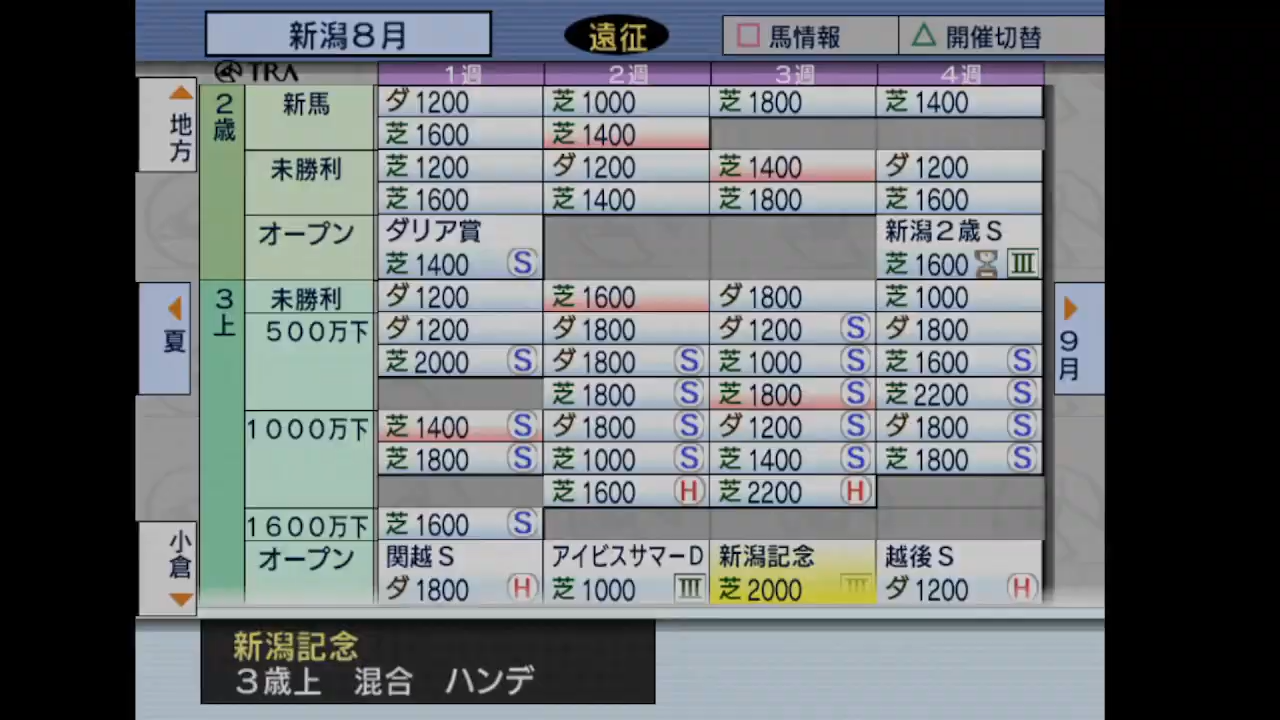 新潟8月 遠征 □ 馬情報 △ 開催切替
TRA 1週 2週 3週 4週
地方
夏
小倉
9月
2歳 新馬 ダ1200 芝1000 芝1800 芝1400
芝1600 芝1400
未勝利 芝1200 ダ1200 芝1400 ダ1200
芝1600 芝1400 芝1800 芝1600
オープン ダリア賞 新潟2歳S
芝1400 S 芝1600 III
3上 未勝利 ダ1200 芝1600 ダ1800 芝1000
500万下 ダ1200 ダ1800 ダ1200 S ダ1800
芝2000 S ダ1800 S 芝1000 S 芝1600 S
芝1800 S 芝1800 S 芝2200 S
1000万下 芝1400 S ダ1800 S ダ1200 S ダ1800 S
芝1800 S 芝1000 S 芝1400 S 芝1800 S
芝1600 H 芝2200 H
1600万下 芝1600 S
オープン 関越S アイビスサマーD 新潟記念 越後S
ダ1800 H 芝1000 III 芝2000 III ダ1200 H
新潟記念
3歳上 混合 ハンデ